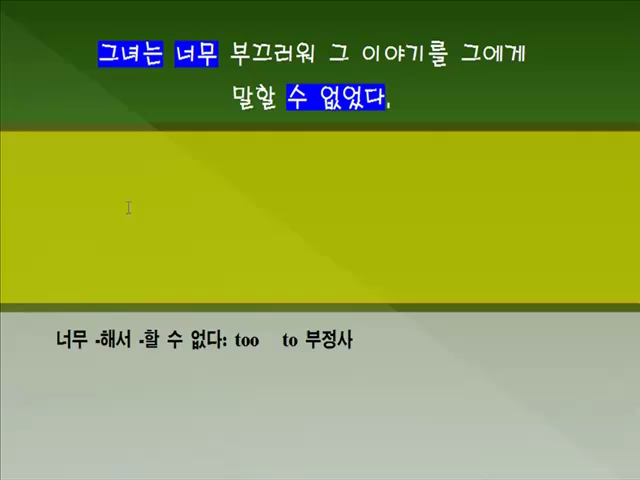 그녀는 너무 부끄러워 그 이야기를 그에게
말할 수 없었다.
너무 -해서 -할 수 없다: too to 부정사